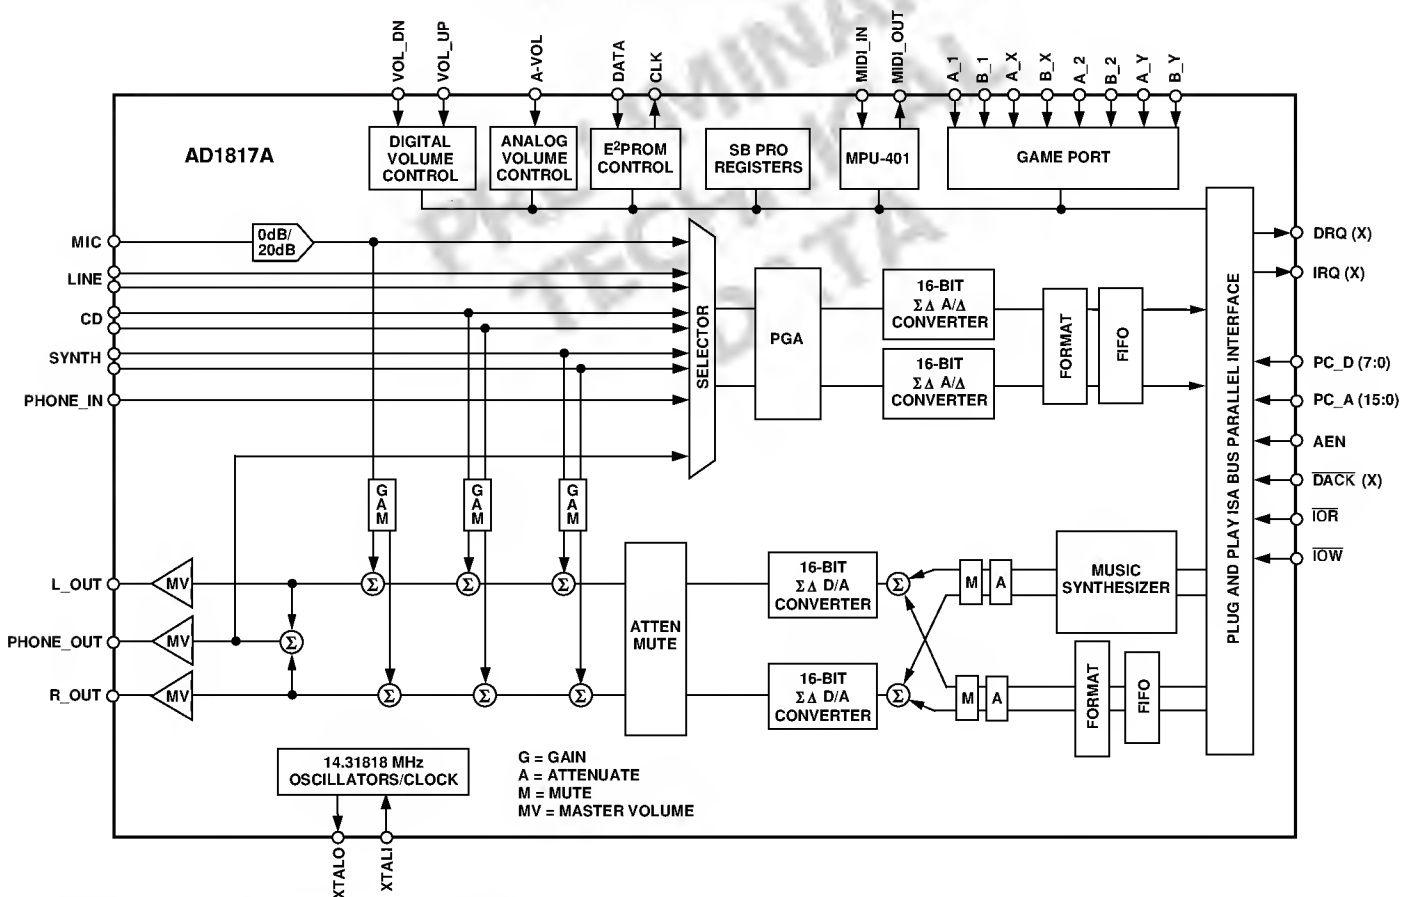 PRELIMINARY
TECHNICAL
DATA
VOL_DN
VOL_UP
A-VOL
DATA
CLK
MIDI_IN
MIDI_OUT
A_1
B_1
A_X
B_X
A_2
B_2
A_Y
B_Y
AD1817A
DIGITAL
VOLUME
CONTROL
ANALOG
VOLUME
CONTROL
E²PROM
CONTROL
SB PRO
REGISTERS
MPU-401
GAME PORT
MIC
LINE
CD
SYNTH
PHONE_IN
0dB/
20dB
SELECTOR
PGA
16-BIT
ΣΔ A/Δ
CONVERTER
16-BIT
ΣΔ A/Δ
CONVERTER
FORMAT
FIFO
PLUG AND PLAY ISA BUS PARALLEL INTERFACE
DRQ (X)
IRQ (X)
PC_D (7:0)
PC_A (15:0)
AEN
DACK (X)
IOR
IOW
G
A
M
G
A
M
G
A
M
L_OUT
PHONE_OUT
R_OUT
MV
MV
MV
Σ
Σ
Σ
Σ
Σ
Σ
Σ
ATTEN
MUTE
16-BIT
ΣΔ D/A
CONVERTER
16-BIT
ΣΔ D/A
CONVERTER
Σ
Σ
M
A
M
A
MUSIC
SYNTHESIZER
FORMAT
FIFO
14.31818 MHz
OSCILLATORS/CLOCK
XTALO
XTALI
G = GAIN
A = ATTENUATE
M = MUTE
MV = MASTER VOLUME